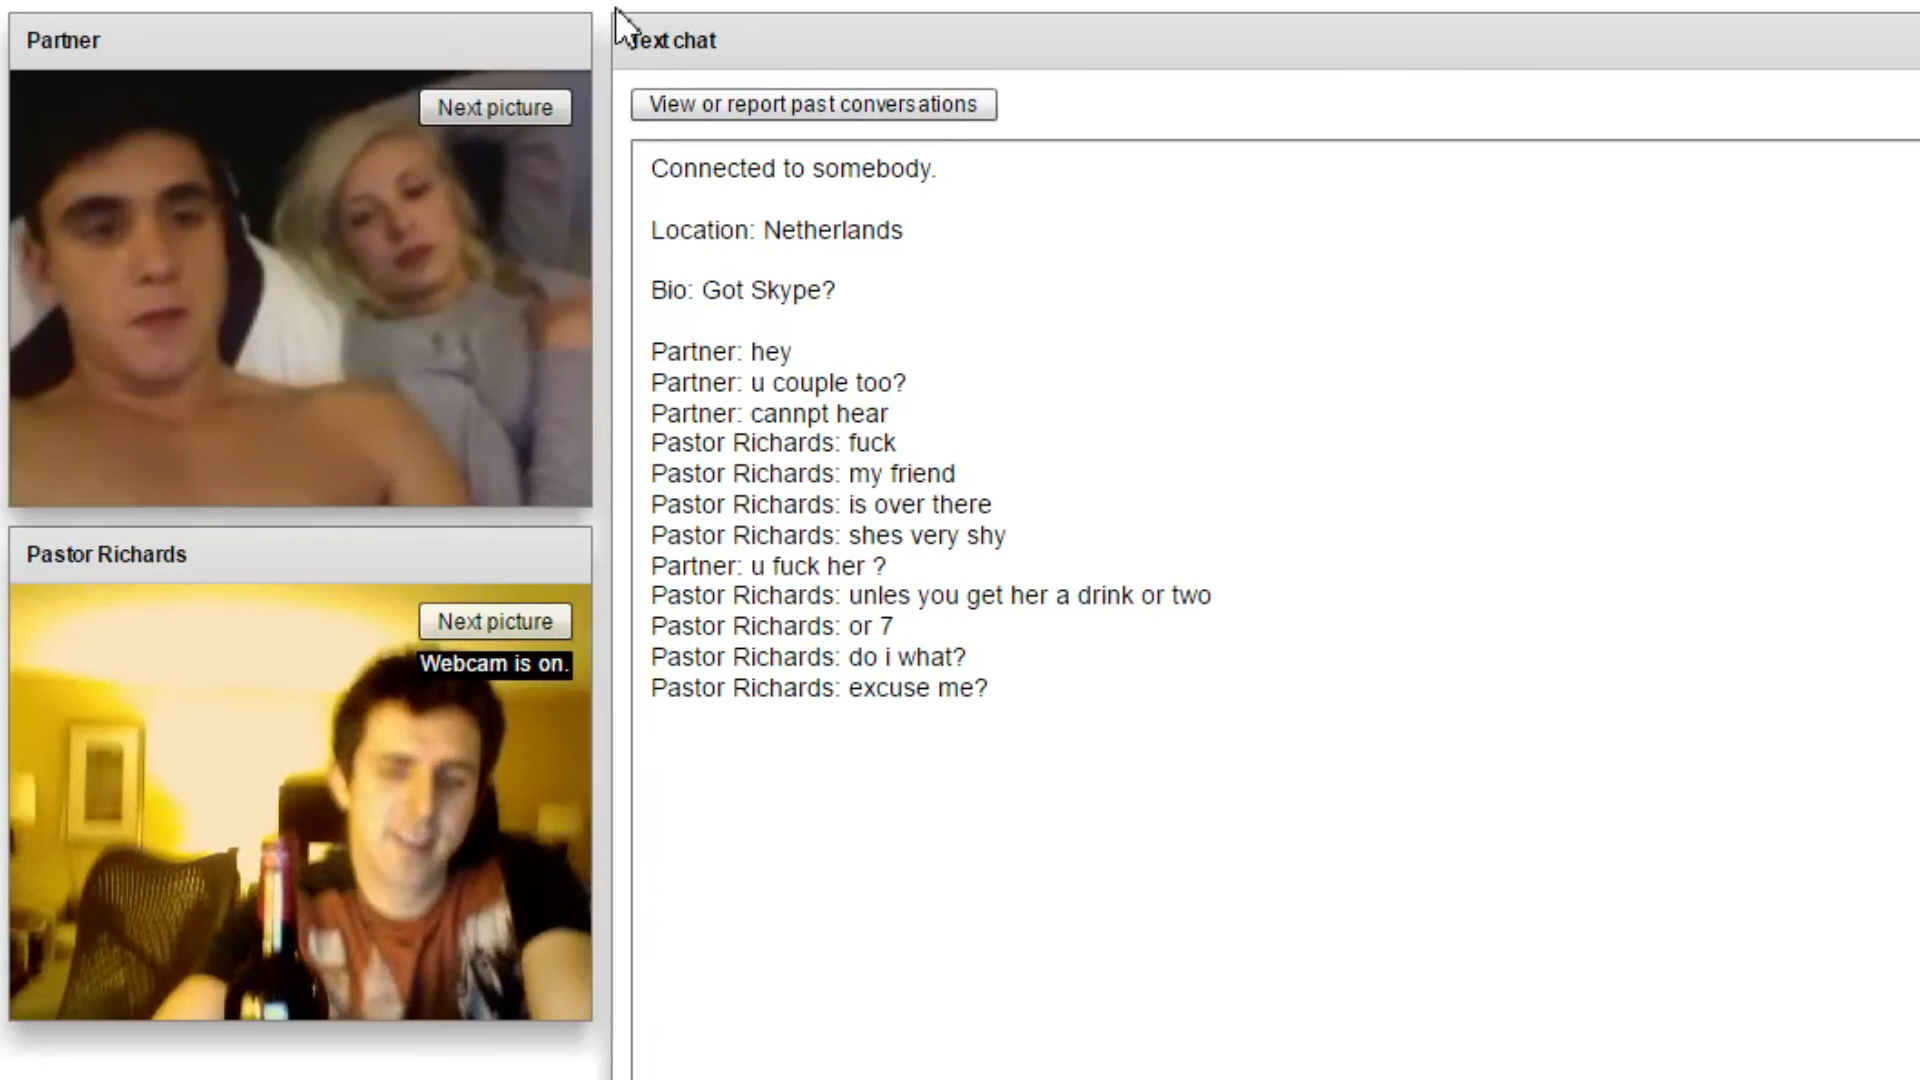 Partner
Next picture
Pastor Richards
Next picture
Webcam is on.
Text chat
View or report past conversations
Connected to somebody.
Location: Netherlands
Bio: Got Skype?
Partner: hey
Partner: u couple too?
Partner: cannpt hear
Pastor Richards: fuck
Pastor Richards: my friend
Pastor Richards: is over there
Pastor Richards: shes very shy
Partner: u fuck her ?
Pastor Richards: unles you get her a drink or two
Pastor Richards: or 7
Pastor Richards: do i what?
Pastor Richards: excuse me?